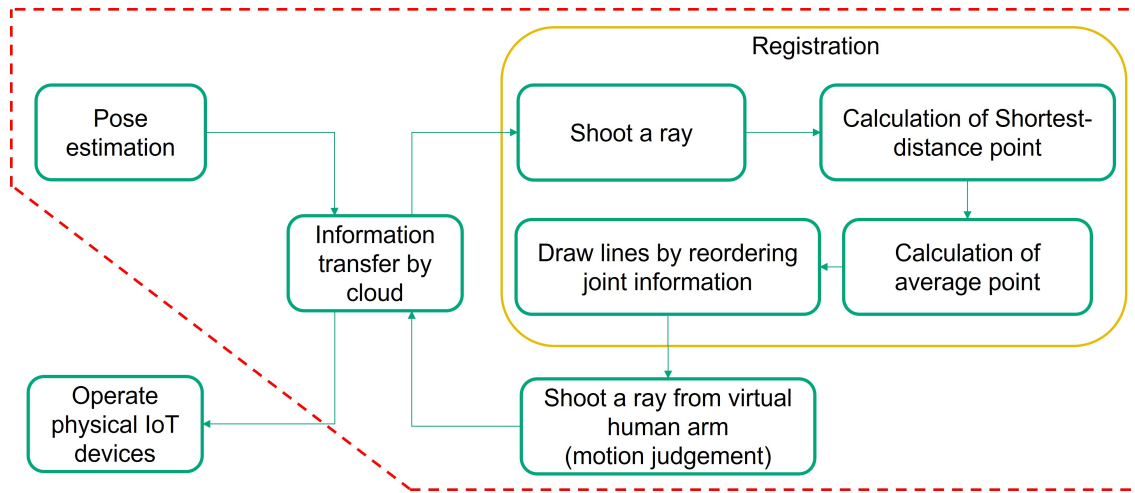 Registration
Pose
estimation
Shoot a ray
Calculation of Shortest-
distance point
Information
transfer by
cloud
Draw lines by reordering
joint information
Calculation of
average point
Operate
physical IoT
devices
Shoot a ray from virtual
human arm
(motion judgement)